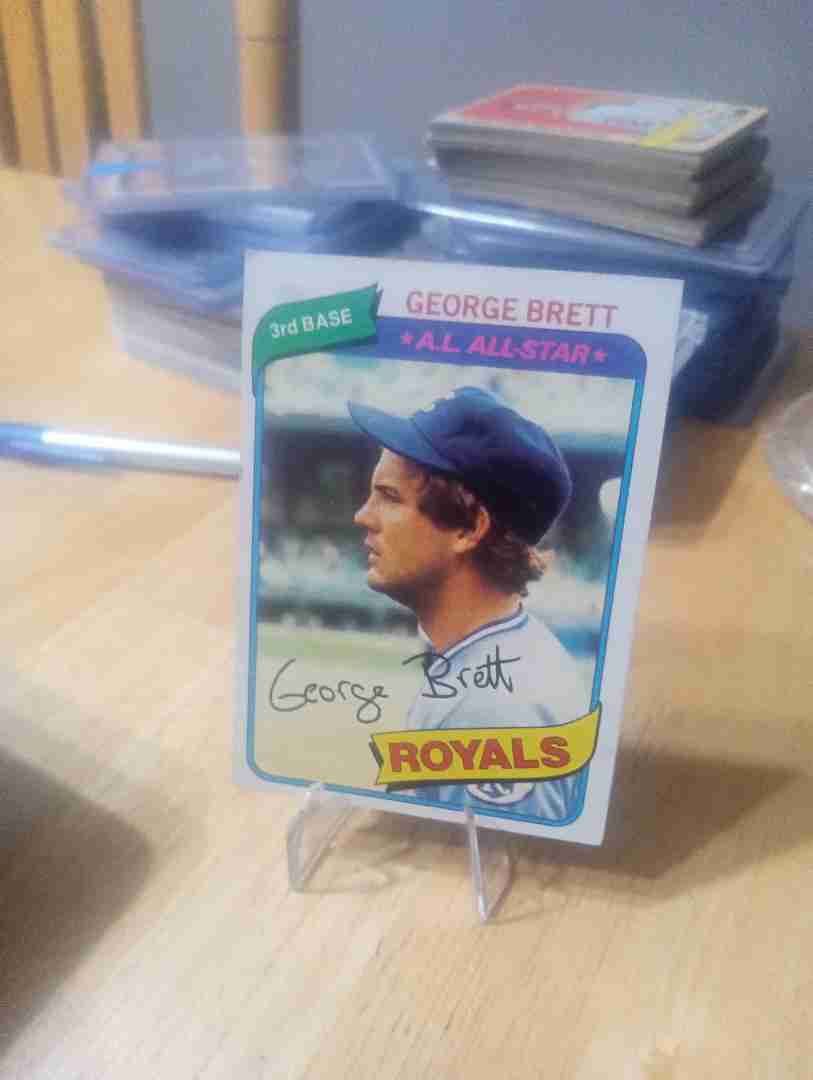 GEORGE BRETT
3rd BASE
★A.L. ALL-STAR★
George Brett
ROYALS